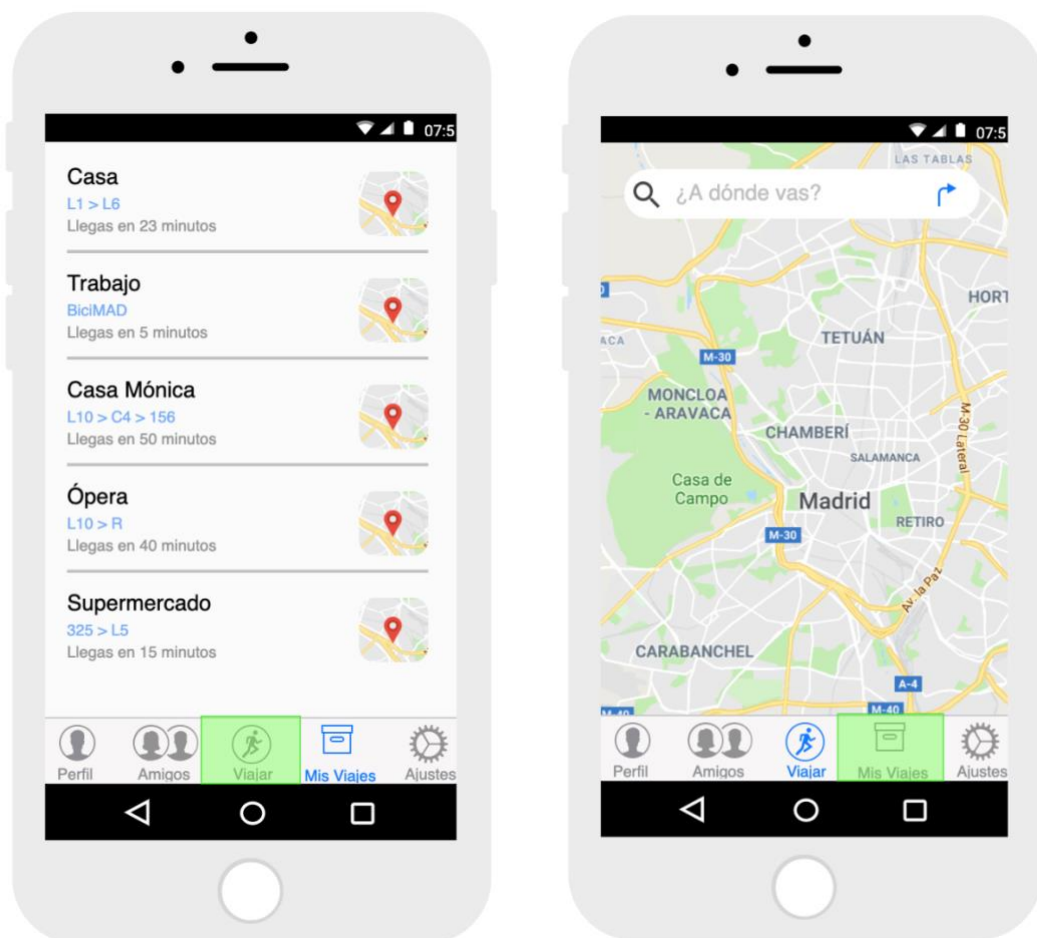 07:5
Casa
L1 > L6
Llegas en 23 minutos
Trabajo
BiciMAD
Llegas en 5 minutos
Casa Mónica
L10 > C4 > 156
Llegas en 50 minutos
Ópera
L10 > R
Llegas en 40 minutos
Supermercado
325 > L5
Llegas en 15 minutos
Perfil Amigos Viajar Mis Viajes Ajustes
07:5
LAS TABLAS
¿A dónde vas?
HORT
TETUÁN
ACA
M-30
MONCLOA
- ARAVACA
M-30 Lateral
CHAMBERÍ
SALAMANCA
Casa de
Campo
Madrid
RETIRO
M-30
Av. la Paz
CARABANCHEL
A-4
M-40
M-40
Perfil Amigos Viajar Mis Viajes Ajustes